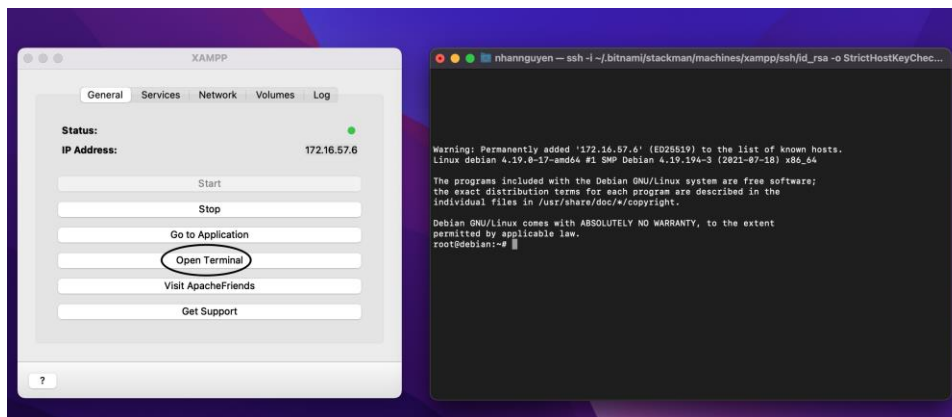 XAMPP
General Services Network Volumes Log
Status:
IP Address: 172.16.57.6
Start
Stop
Go to Application
Open Terminal
Visit ApacheFriends
Get Support
?
nhannguyen — ssh -i ~/.bitnami/stackman/machines/xampp/ssh/id_rsa -o StrictHostKeyChec...
Warning: Permanently added '172.16.57.6' (ED25519) to the list of known hosts.
Linux debian 4.19.0-17-amd64 #1 SMP Debian 4.19.194-3 (2021-07-18) x86_64
The programs included with the Debian GNU/Linux system are free software;
the exact distribution terms for each program are described in the
individual files in /usr/share/doc/*/copyright.
Debian GNU/Linux comes with ABSOLUTELY NO WARRANTY, to the extent
permitted by applicable law.
root@debian:~#